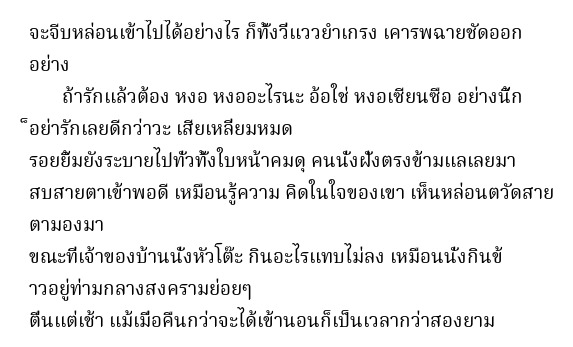 จะจีบหล่อนเข้าไปได้อย่างไร ก็ทั้งวี่แววยำเกรง เคารพฉายชัดออก
อย่าง
ถ้ารักแล้วต้อง หงอ หงออะไรนะ อ้อใช่ หงอเซียนซือ อย่างนี้ก
็อย่ารักเลยดีกว่าวะ เสียเหลี่ยมหมด
รอยยิ้มยังระบายไปทั่วทั้งใบหน้าคมดุ คนนั่งฝั่งตรงข้ามแลเลยมา
สบสายตาเข้าพอดี เหมือนรู้ความ คิดในใจของเขา เห็นหล่อนตวัดสาย
ตามองมา
ขณะที่เจ้าของบ้านนั่งหัวโต๊ะ กินอะไรแทบไม่ลง เหมือนนั่งกินข้
าวอยู่ท่ามกลางสงครามย่อยๆ
ตื่นแต่เช้า แม้เมื่อคืนกว่าจะได้เข้านอนก็เป็นเวลากว่าสองยาม